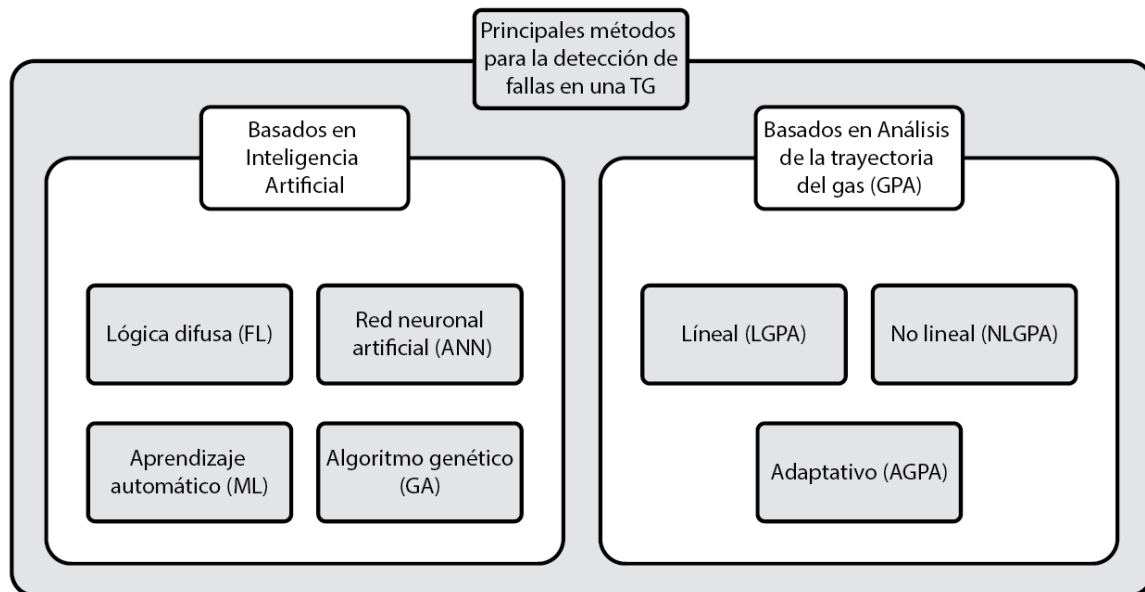 Principales métodos
para la detección de
fallas en una TG
Basados en
Inteligencia
Artificial
Basados en Análisis
de la trayectoria
del gas (GPA)
Lógica difusa (FL)
Red neuronal
artificial (ANN)
Líneal (LGPA)
No lineal (NLGPA)
Aprendizaje
automático (ML)
Algoritmo genético
(GA)
Adaptativo (AGPA)